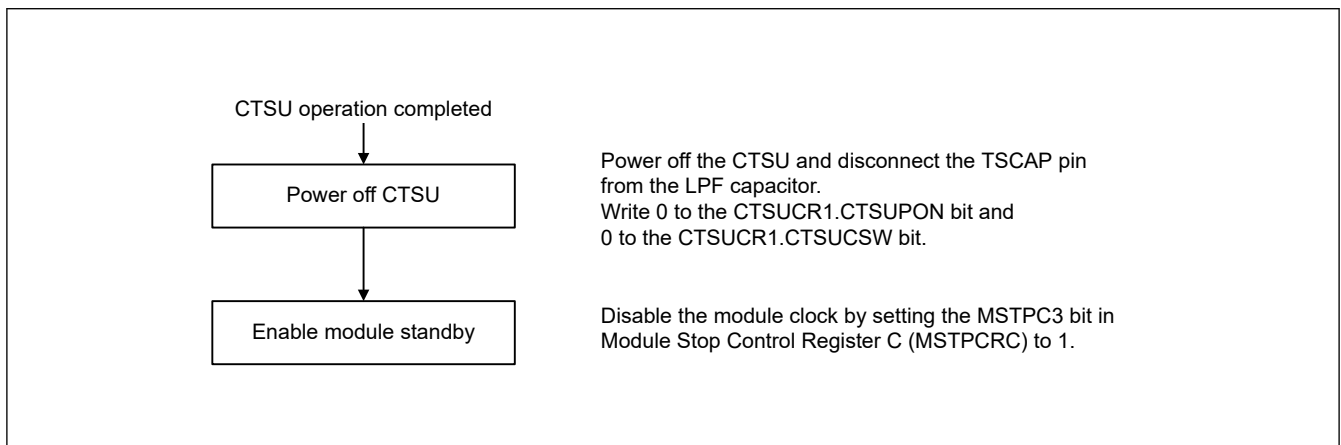 CTSU operation completed
Power off CTSU
Power off the CTSU and disconnect the TSCAP pin
from the LPF capacitor.
Write 0 to the CTSUCR1.CTSUPON bit and
0 to the CTSUCR1.CTSUCSW bit.
Enable module standby
Disable the module clock by setting the MSTPC3 bit in
Module Stop Control Register C (MSTPCRC) to 1.